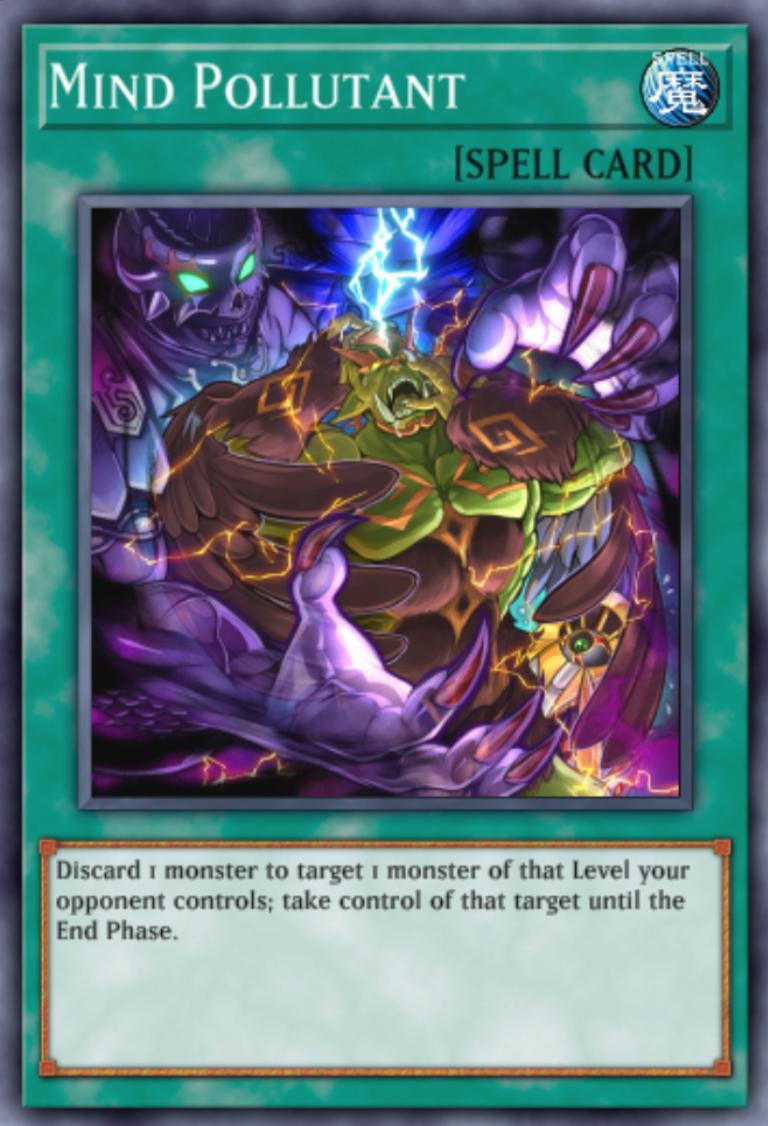 MIND POLLUTANT
SPELL
魔
[SPELL CARD]
Discard 1 monster to target 1 monster of that Level your
opponent controls; take control of that target until the
End Phase.